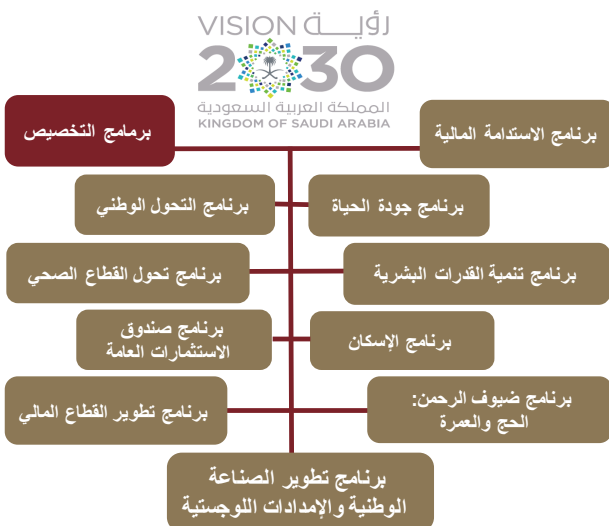 VISION رؤيـــة
2030
المملكة العربية السعودية
KINGDOM OF SAUDI ARABIA
برنامج الاستدامة المالية
برمامج التخصيص
برنامج جودة الحياة
برنامج التحول الوطني
برنامج تنمية القدرات البشرية
برنامج تحول القطاع الصحي
برنامج الإسكان
برنامج صندوق
الاستثمارات العامة
برنامج ضيوف الرحمن:
الحج والعمرة
برنامج تطوير القطاع المالي
برنامج تطوير الصناعة
الوطنية والإمدادات اللوجستية